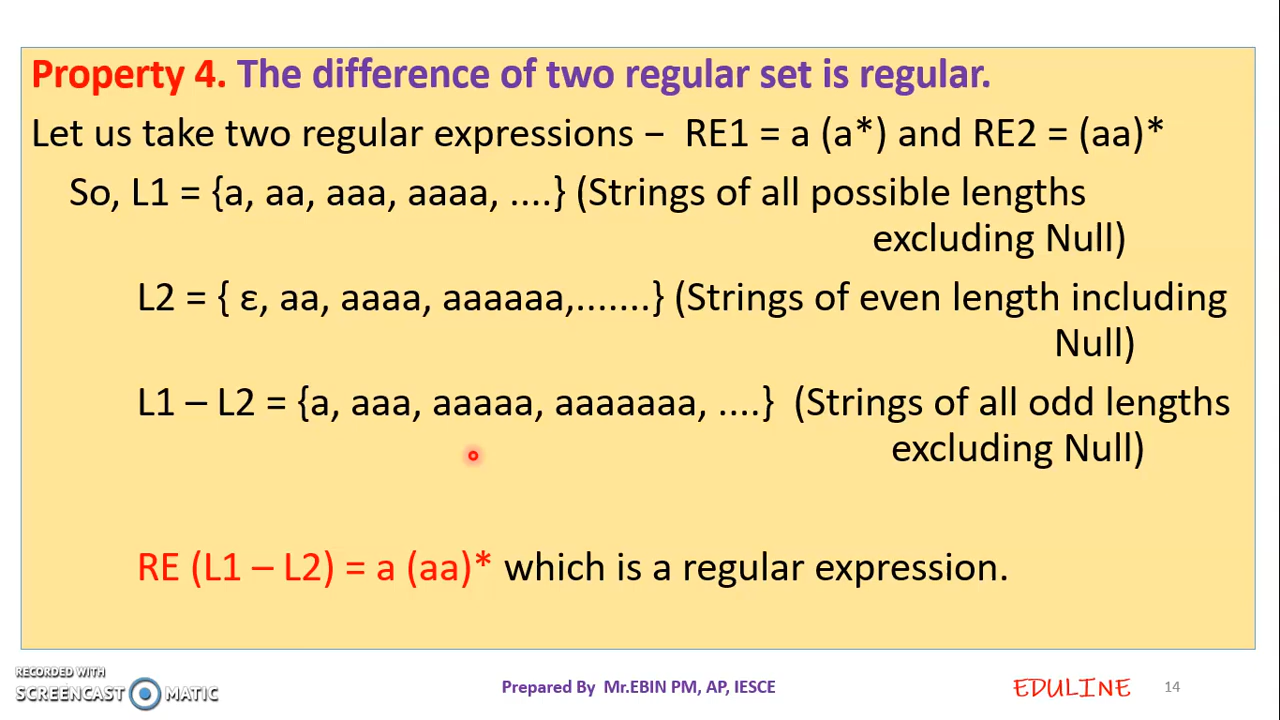 Property 4. The difference of two regular set is regular.
Let us take two regular expressions − RE1 = a (a*) and RE2 = (aa)*
So, L1 = {a, aa, aaa, aaaa, ....} (Strings of all possible lengths
excluding Null)
L2 = { ε, aa, aaaa, aaaaaa,.......} (Strings of even length including
Null)
L1 – L2 = {a, aaa, aaaaa, aaaaaaa, ....} (Strings of all odd lengths
excluding Null)
RE (L1 – L2) = a (aa)* which is a regular expression.
RECORDED WITH
SCREENCAST MATIC
Prepared By Mr.EBIN PM, AP, IESCE
EDULINE
14